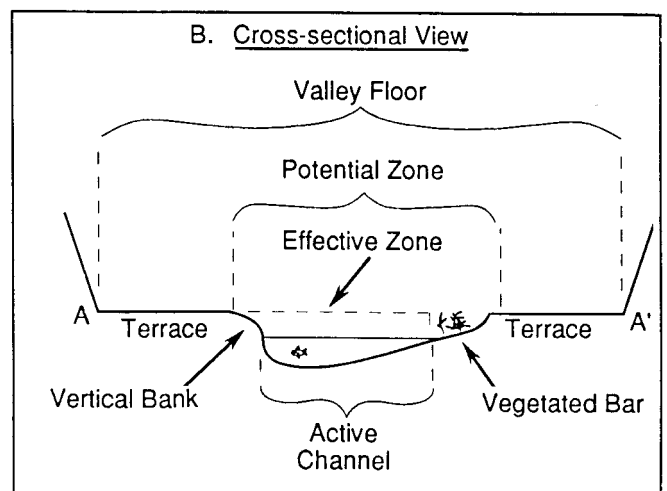 B. Cross-sectional View
Valley Floor
Potential Zone
Effective Zone
A
Terrace
Terrace
A'
Vertical Bank
Vegetated Bar
Active
Channel